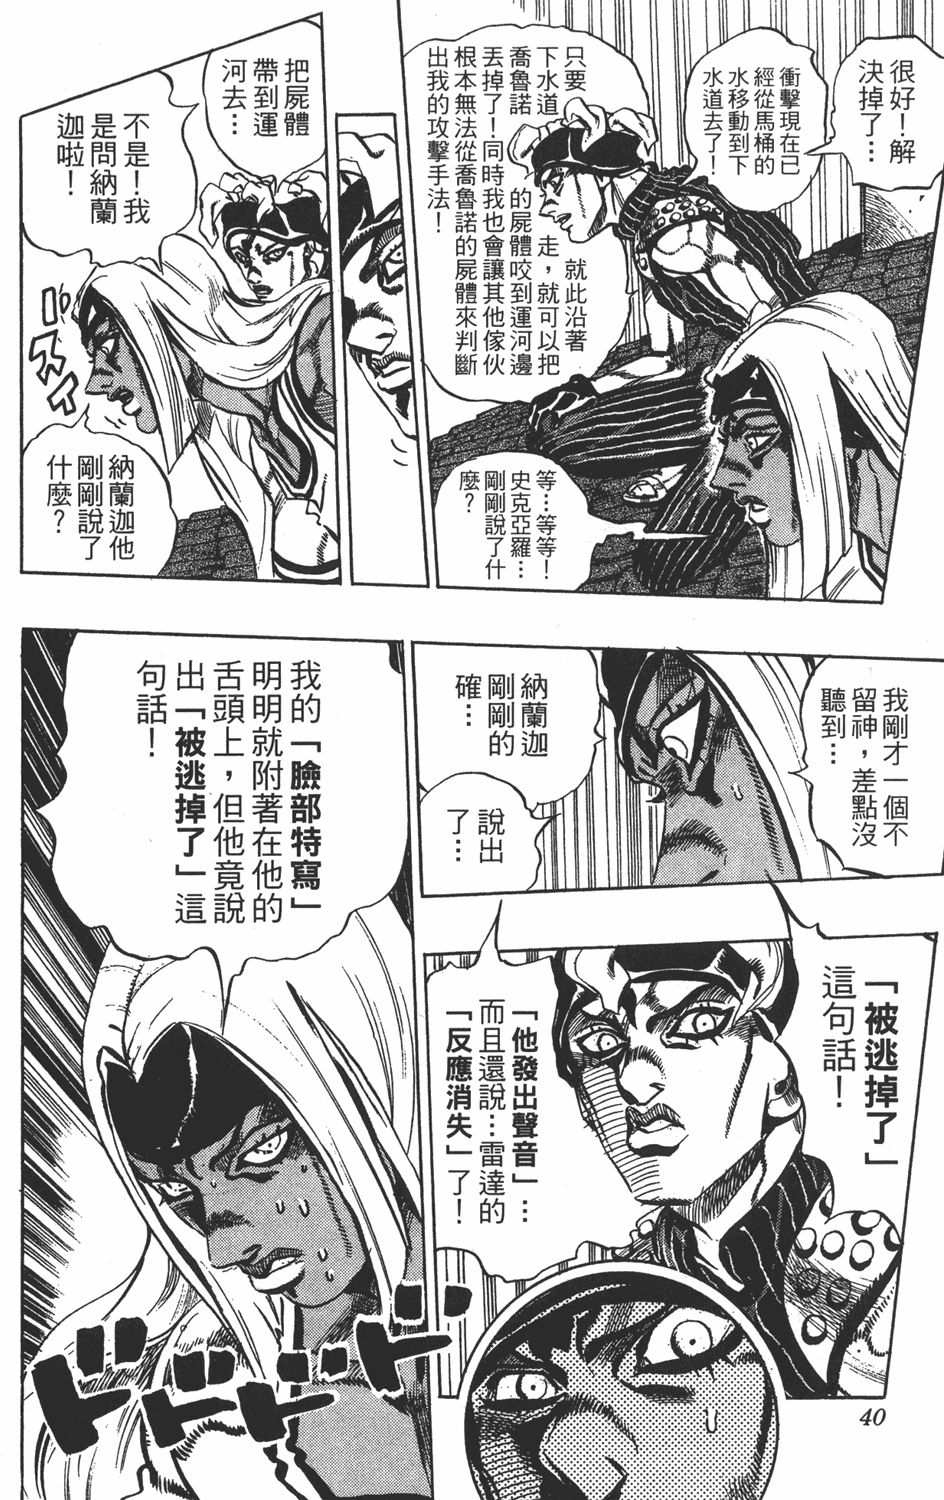 很好！解
決掉了⋯
衝擊現在已
經從馬桶的
水移動到下
水道去了！
只要　　　　就此沿著
下水道　　走，就可以把
喬魯諾　的屍體咬到運河邊
丟掉了！同時我也會讓其他傢伙
根本無法從喬魯諾的屍體來判斷
出我的攻擊手法！
等⋯等等！
史克亞羅⋯
剛剛說了什
麼？
把屍體
帶到運
河去⋯
不是！我
是問納蘭
迦啦！
納蘭迦他
剛剛說了
什麼？
ドスッ
我剛才一個不
留神，差點沒
聽到⋯
納蘭迦
剛剛的
確⋯
說出
了⋯
「被逃掉了」
這句話！
「他發出聲音」⋯
而且還說⋯雷達的
「反應消失」了！
我的「臉部特寫」
明明就附著在他的
舌頭上，但他竟說
出「被逃掉了」這
句話！
ドドドド
40